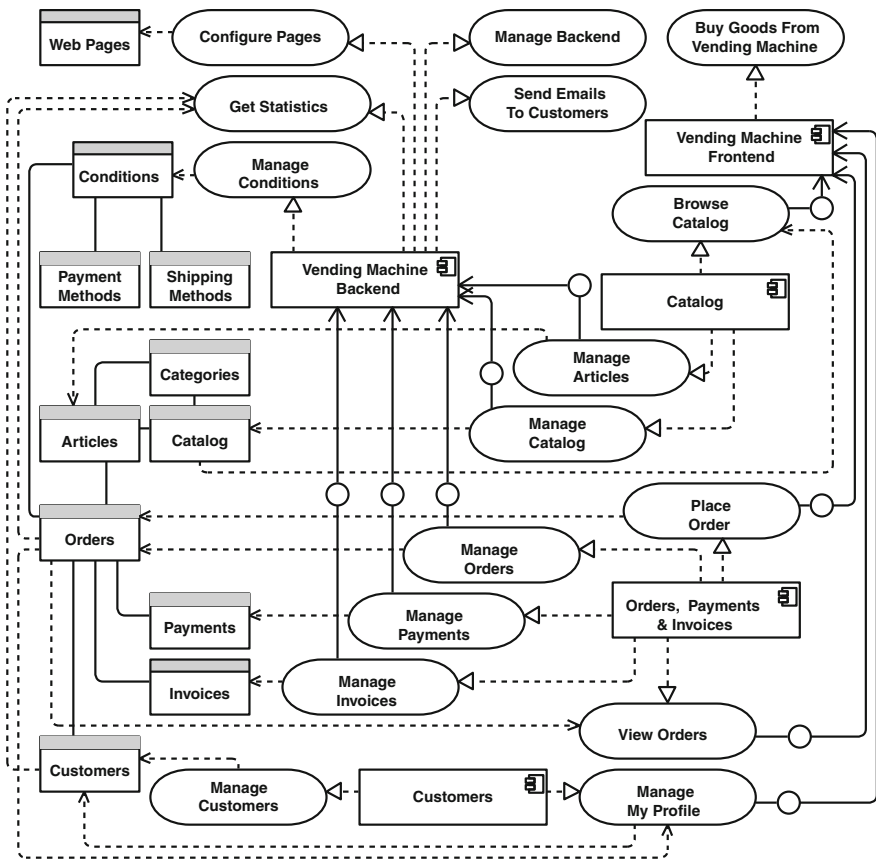 Web Pages
Configure Pages
Manage Backend
Buy Goods From
Vending Machine
Get Statistics
Send Emails
To Customers
Vending Machine
Frontend
Conditions
Manage
Conditions
Browse
Catalog
Payment
Methods
Shipping
Methods
Vending Machine
Backend
Catalog
Manage
Articles
Categories
Articles
Catalog
Manage
Catalog
Place
Order
Orders
Manage
Orders
Orders, Payments
& Invoices
Payments
Manage
Payments
Invoices
Manage
Invoices
View Orders
Customers
Manage
Customers
Customers
Manage
My Profile